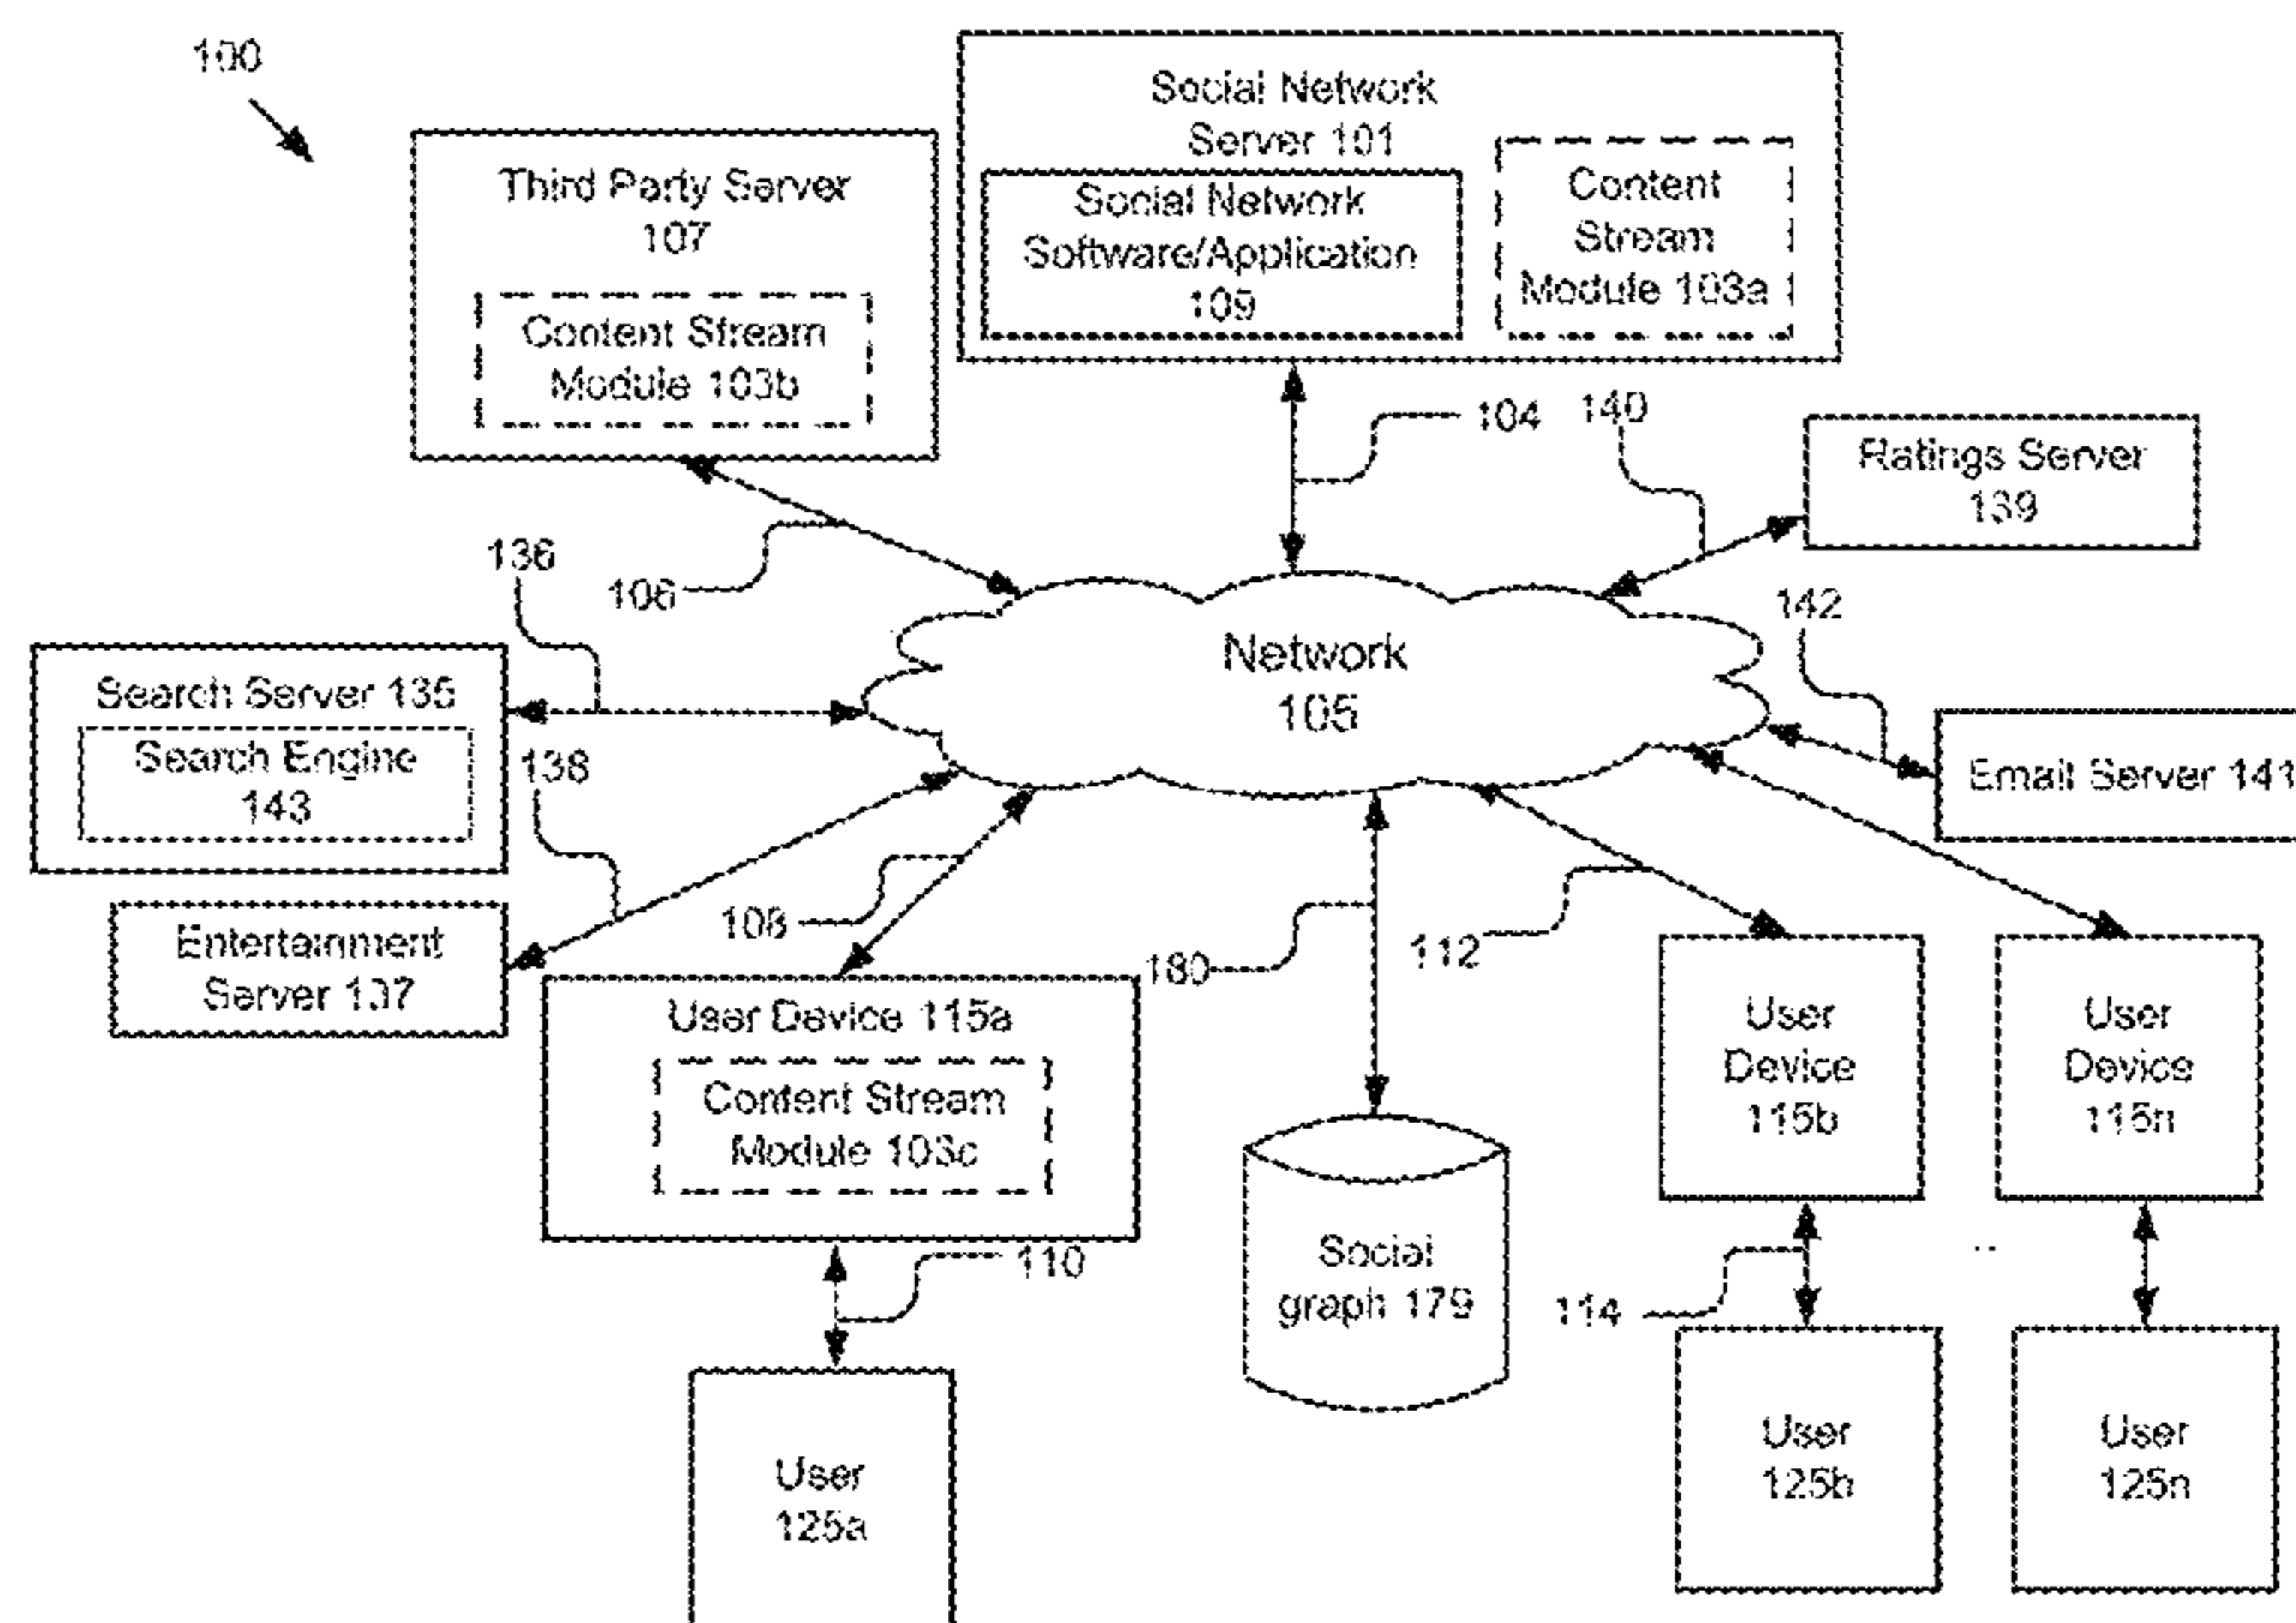 100
Social Network
Server 101
Social Network
Software/Application
109
Content
Stream
Module 103a
Third Party Server
107
Content Stream
Module 103b
104
140
Ratings Server
139
106
136
142
Network
105
Search Server 135
Search Engine
143
138
Email Server 141
Entertainment
Server 137
108
180
112
User Device 115a
Content Stream
Module 103c
User
Device
115b
User
Device
115n
110
Social
graph 179
114
..
User
125a
User
125b
User
125n